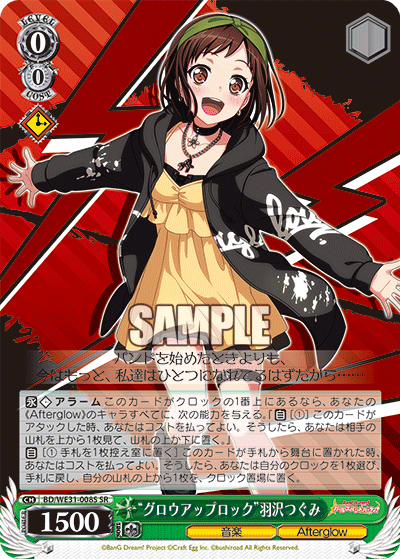 LEVEL
0
0
COST
SAMPLE
バンドを始めたときよりも、
今はもっと、私達はひとつになれてるはずだから……
永 アラーム このカードがクロックの1番上にあるなら、あなたの
《Afterglow》のキャラすべてに、次の能力を与える。『自 [①] このカードがア
タックした時、あなたはコストを払ってよい。そうしたら、あなたは相手の
山札を上から1枚見て、山札の上か下に置く。』
自 [① 手札を1枚控室に置く] このカードが手札から舞台に置かれた時、
あなたはコストを払ってよい。そうしたら、あなたは自分のクロックを1枚選び、
手札に戻し、自分の山札の上から1枚を、クロック置場に置く。
CH BD/WE31-008S SR
1500
“グロウアップロック”羽沢つぐみ
音楽
Afterglow
©BanG Dream! Project ©Craft Egg Inc. ©bushiroad All Rights Reserved.